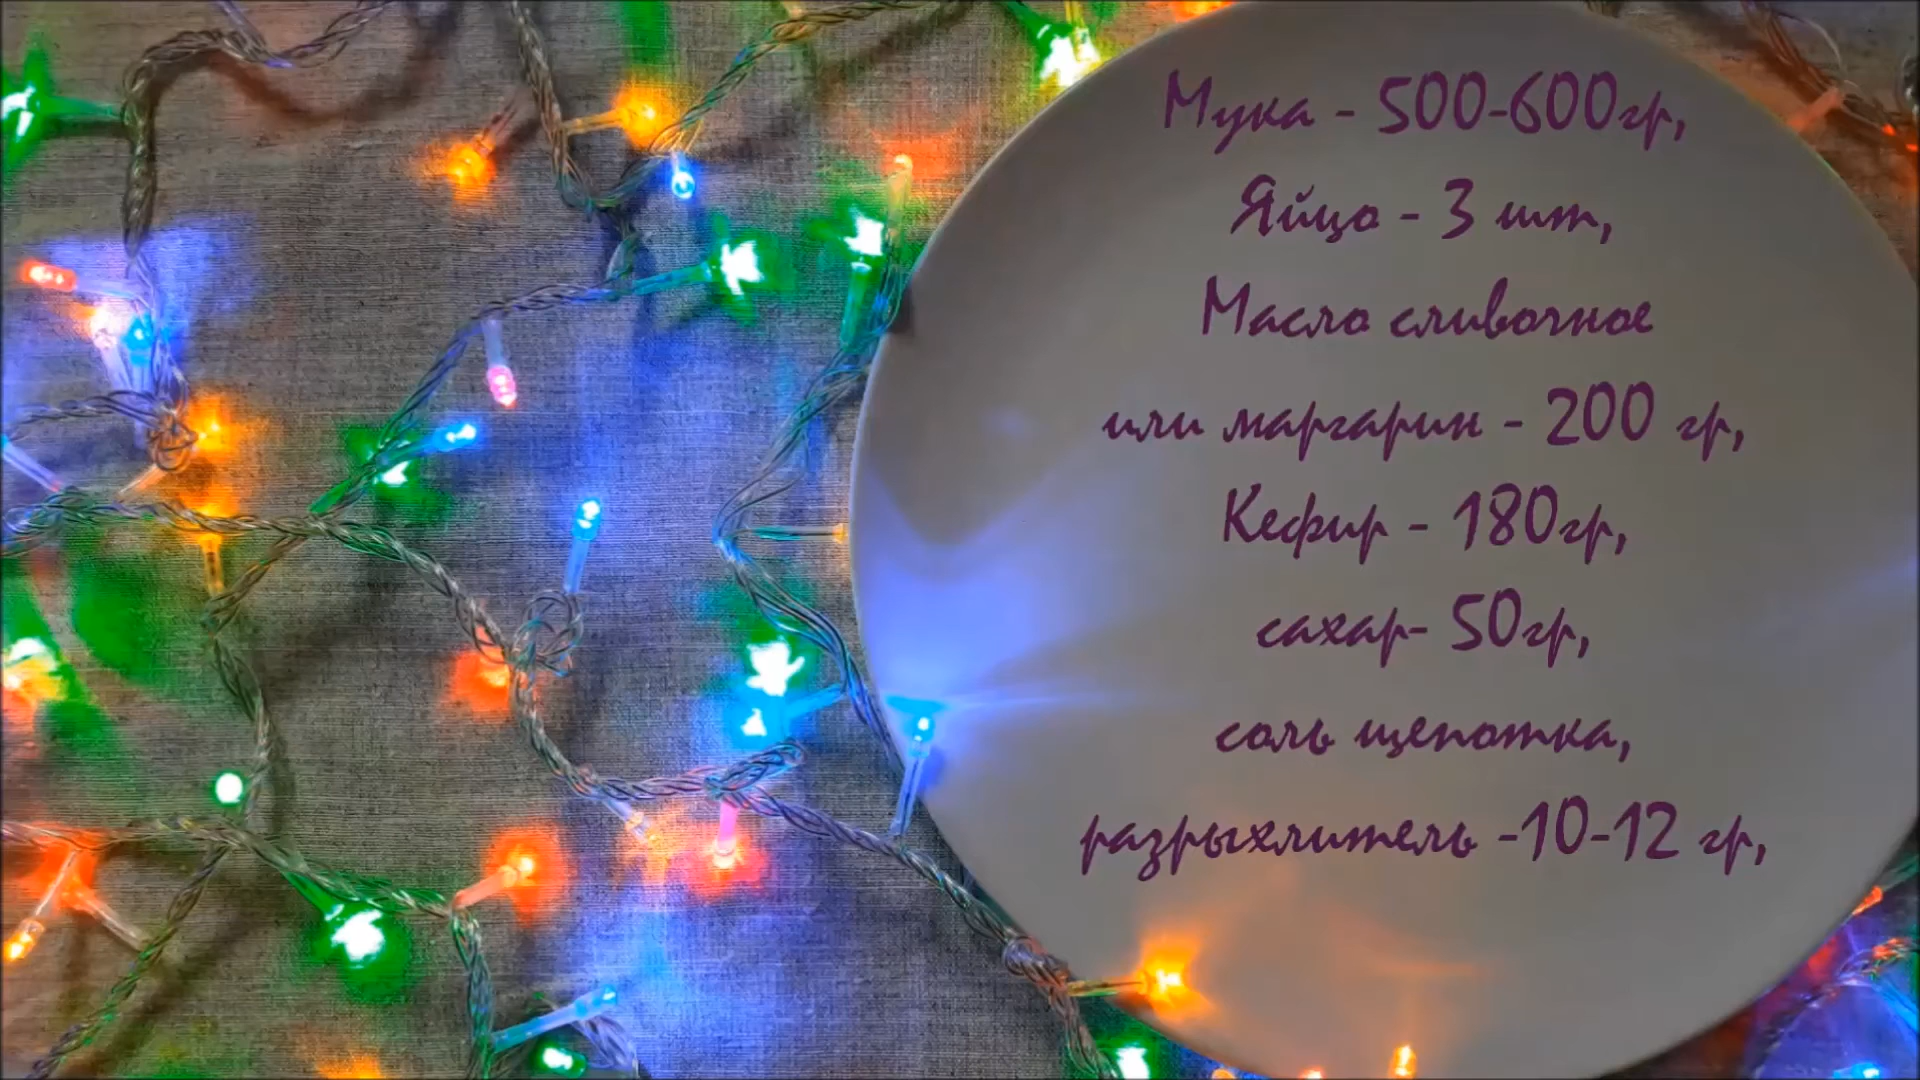 Мука - 500-600гр,
Яйцо - 3 шт,
Масло сливочное
или маргарин - 200 гр,
Кефир - 180гр,
сахар- 50гр,
соль щепотка,
разрыхлитель -10-12 гр,